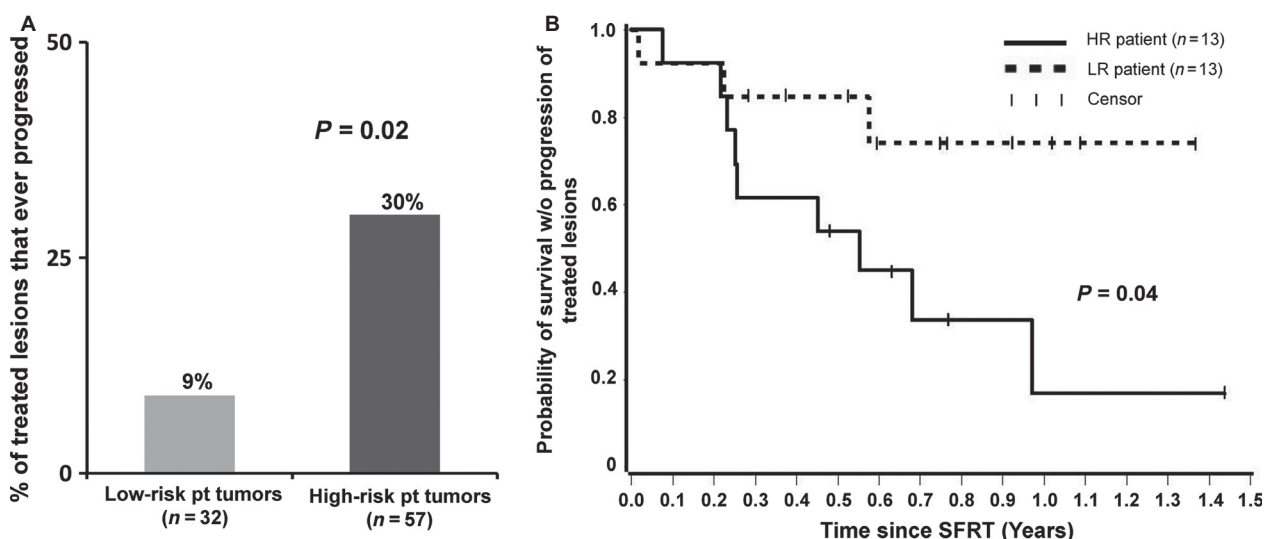 A
% of treated lesions that ever progressed
50
25
0
P = 0.02
9%
30%
Low-risk pt tumors
(n = 32)
High-risk pt tumors
(n = 57)
B
Probability of survival w/o progression of
treated lesions
1.0
0.8
0.6
0.4
0.2
0
HR patient (n = 13)
LR patient (n = 13)
Censor
P = 0.04
0.0 0.1 0.2 0.3 0.4 0.5 0.6 0.7 0.8 0.9 1.0 1.1 1.2 1.3 1.4 1.5
Time since SFRT (Years)